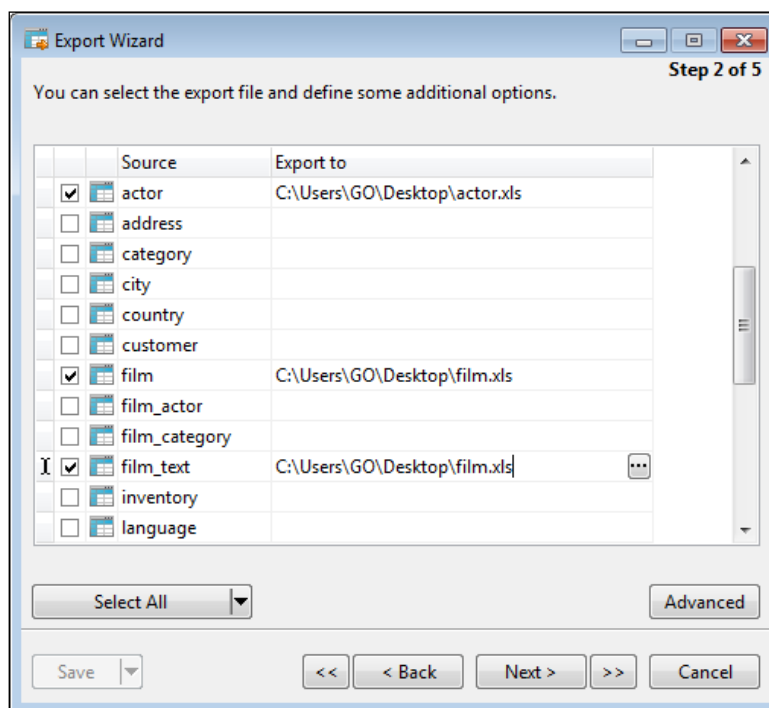 Export Wizard
Step 2 of 5
You can select the export file and define some additional options.
Source Export to
actor C:\Users\GO\Desktop\actor.xls
address
category
city
country
customer
film C:\Users\GO\Desktop\film.xls
film_actor
film_category
film_text C:\Users\GO\Desktop\film.xls
inventory
language
Select All Advanced
Save << < Back Next > >> Cancel